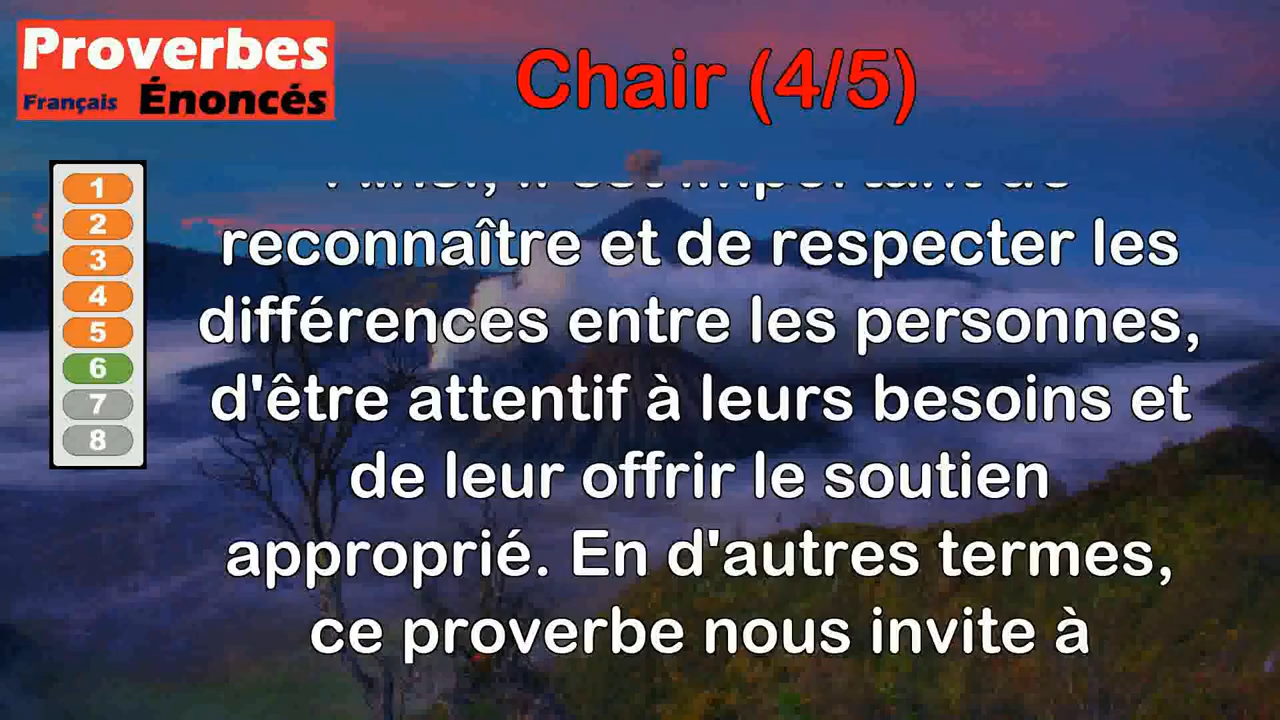 Proverbes
Français Énoncés
Chair (4/5)
1
2
3
4
5
6
7
8
reconnaître et de respecter les
différences entre les personnes,
d'être attentif à leurs besoins et
de leur offrir le soutien
approprié. En d'autres termes,
ce proverbe nous invite à